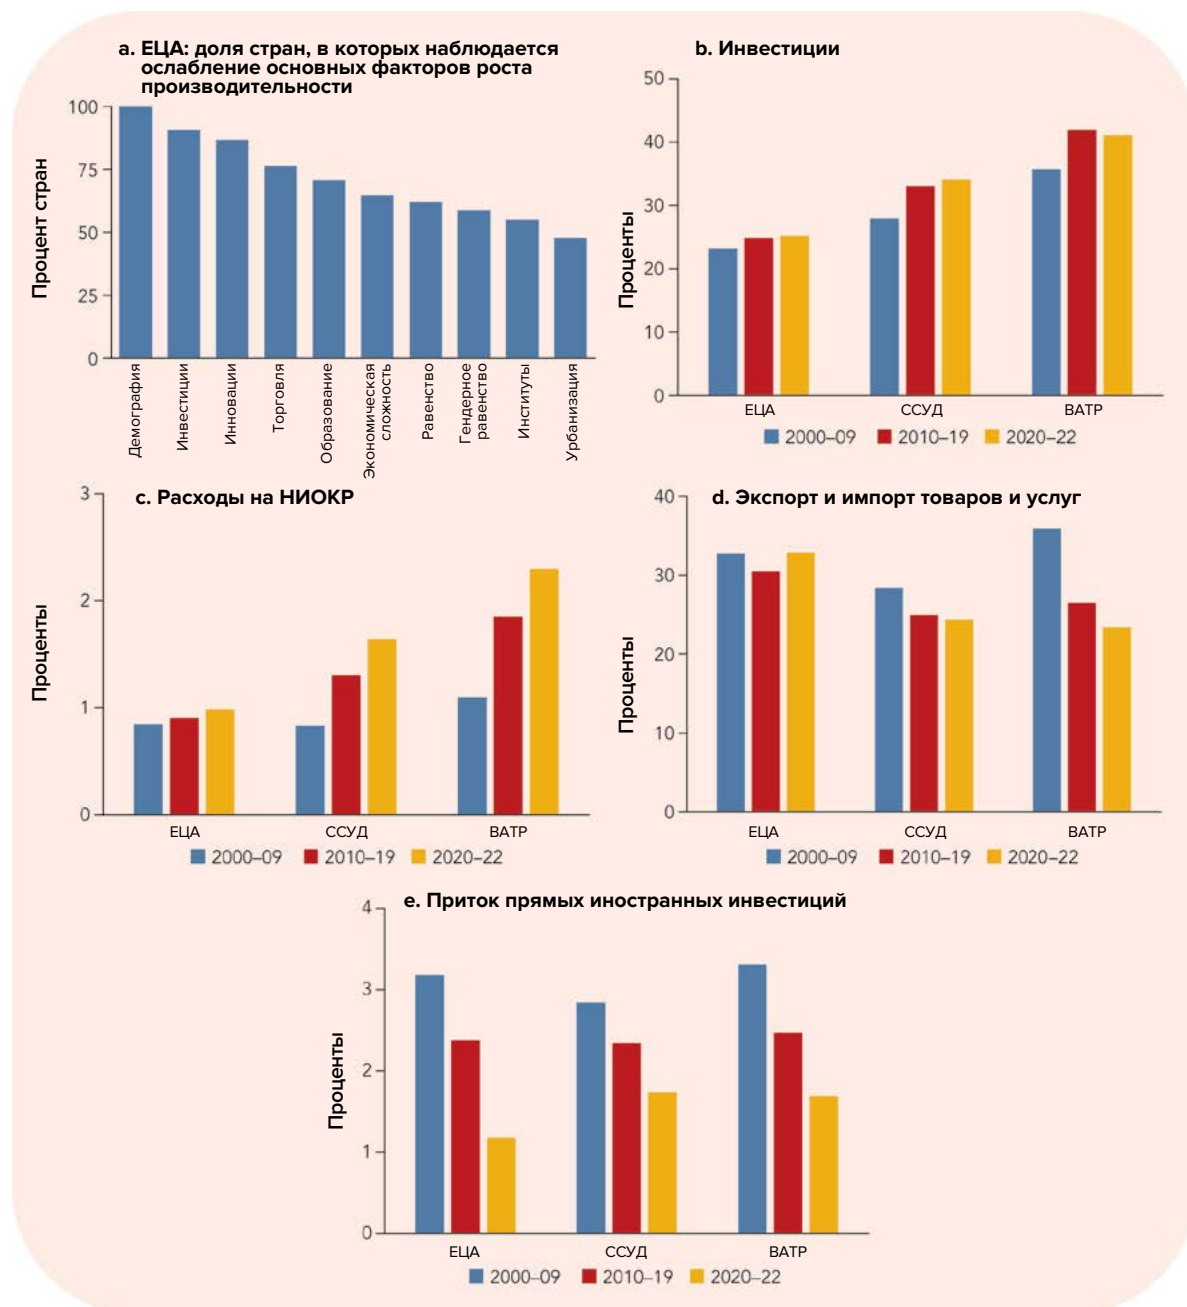 a. ЕЦА: доля стран, в которых наблюдается
ослабление основных факторов роста
производительности
Процент стран
100
75
50
25
0
Демография
Инвестиции
Инновации
Торговля
Образование
Экономическая
сложность
Равенство
Гендерное
равенство
Институты
Урбанизация
b. Инвестиции
Проценты
50
40
30
20
10
0
ЕЦА
ССУД
ВАТР
2000–09
2010–19
2020–22
c. Расходы на НИОКР
Проценты
3
2
1
0
ЕЦА
ССУД
ВАТР
2000–09
2010–19
2020–22
d. Экспорт и импорт товаров и услуг
Проценты
40
30
20
10
0
ЕЦА
ССУД
ВАТР
2000–09
2010–19
2020–22
e. Приток прямых иностранных инвестиций
Проценты
4
3
2
1
0
ЕЦА
ССУД
ВАТР
2000–09
2010–19
2020–22